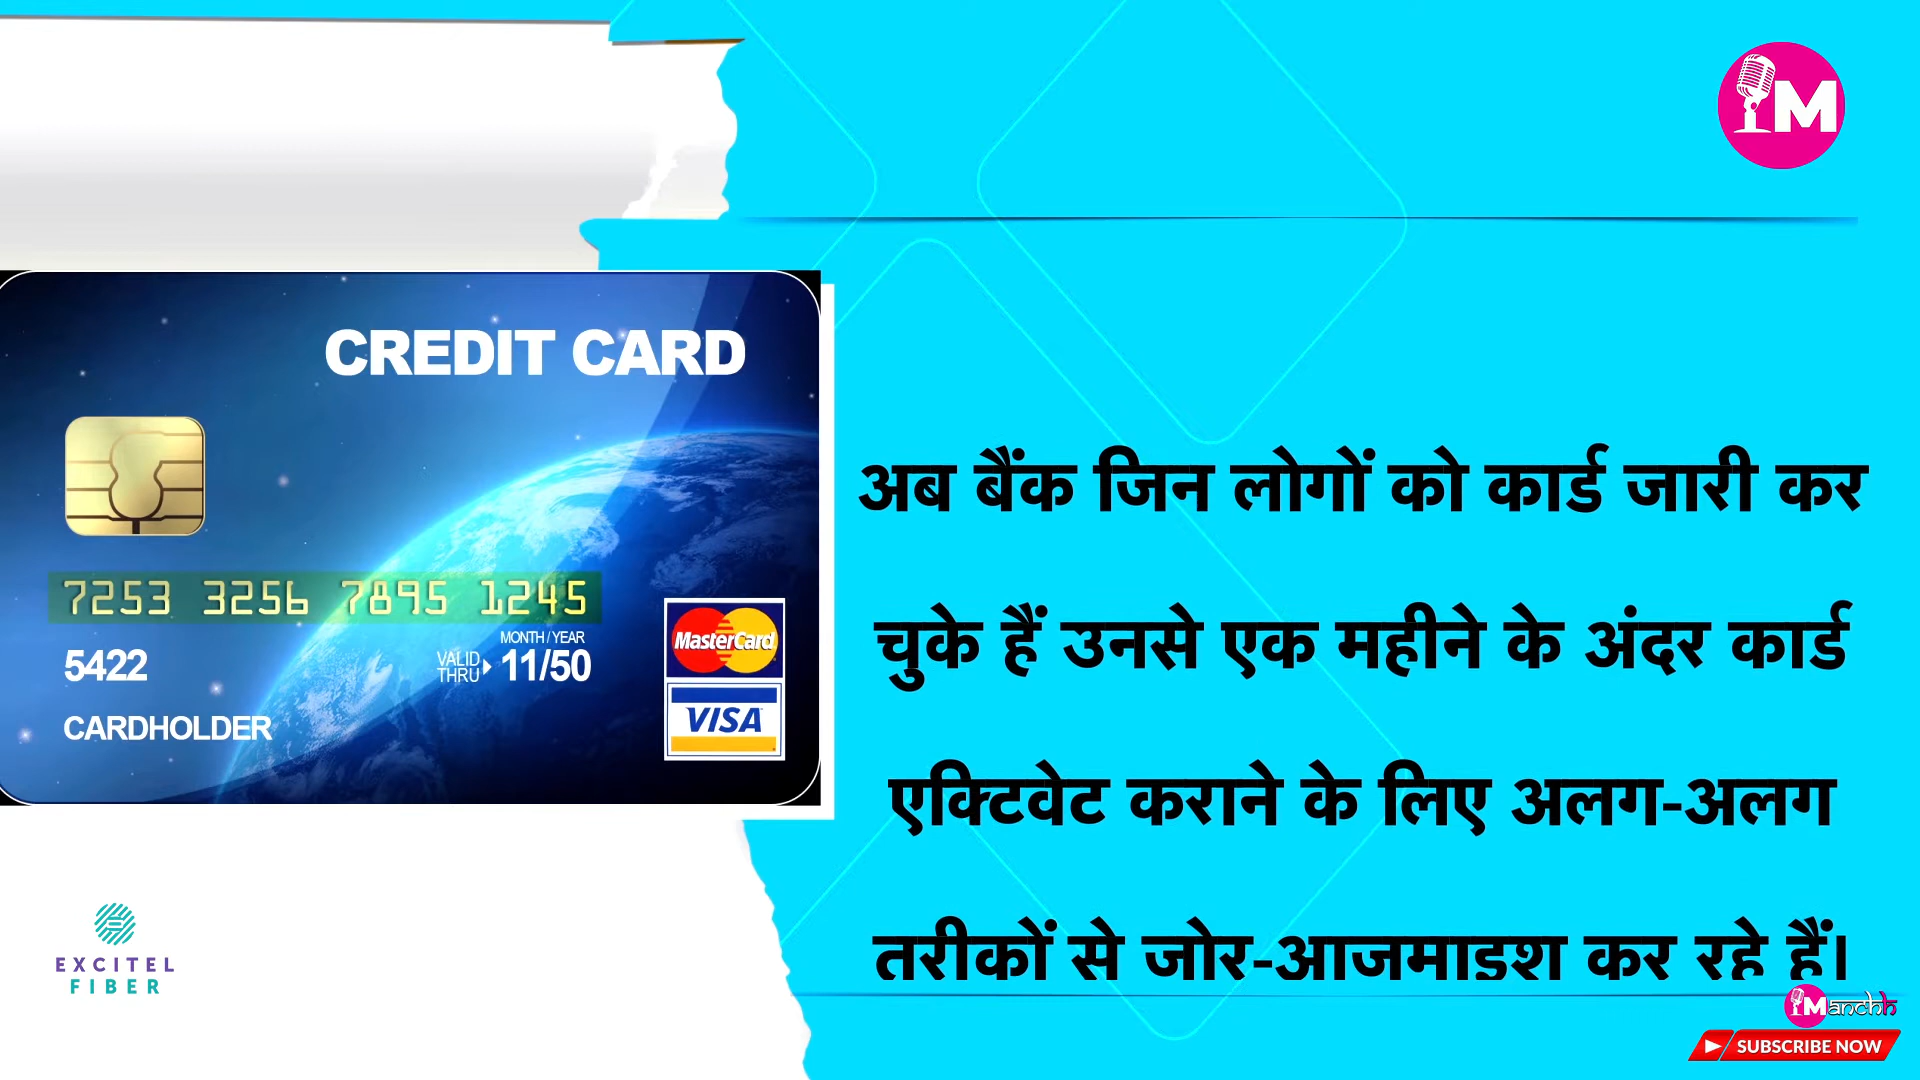 M
CREDIT CARD
7253 3256 7895 1245
5422
MONTH / YEAR
VALID THRU 11/50
CARDHOLDER
MasterCard
VISA
अब बैंक जिन लोगों को कार्ड जारी कर
चुके हैं उनसे एक महीने के अंदर कार्ड
एक्टिवेट कराने के लिए अलग-अलग
तरीकों से जोर-आजमाइश कर रहे हैं।
EXCITEL
FIBER
Manchh
SUBSCRIBE NOW